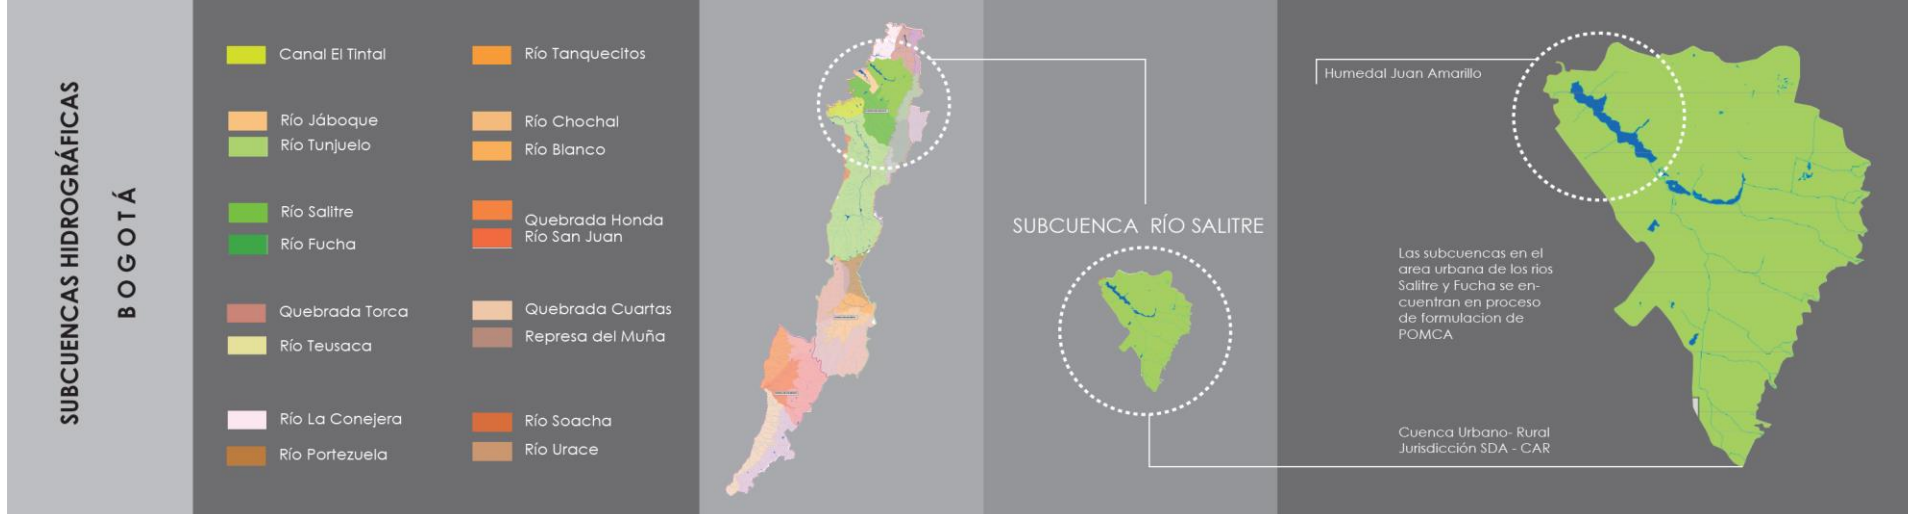 SUBCUENCAS HIDROGRÁFICAS
BOGOTÁ
Canal El Tintal
Río Jáboque
Río Tunjuelo
Río Salitre
Río Fucha
Quebrada Torca
Río Teusaca
Río La Conejera
Río Portezuela
Río Tanquecitos
Río Chochal
Río Blanco
Quebrada Honda
Río San Juan
Quebrada Cuartas
Represa del Muña
Río Soacha
Río Urace
SUBCUENCA RÍO SALITRE
Humedal Juan Amarillo
Las subcuencas en el
area urbana de los rios
Salitre y Fucha se en-
cuentran en proceso
de formulacion de
POMCA
Cuenca Urbano- Rural
Jurisdicción SDA - CAR